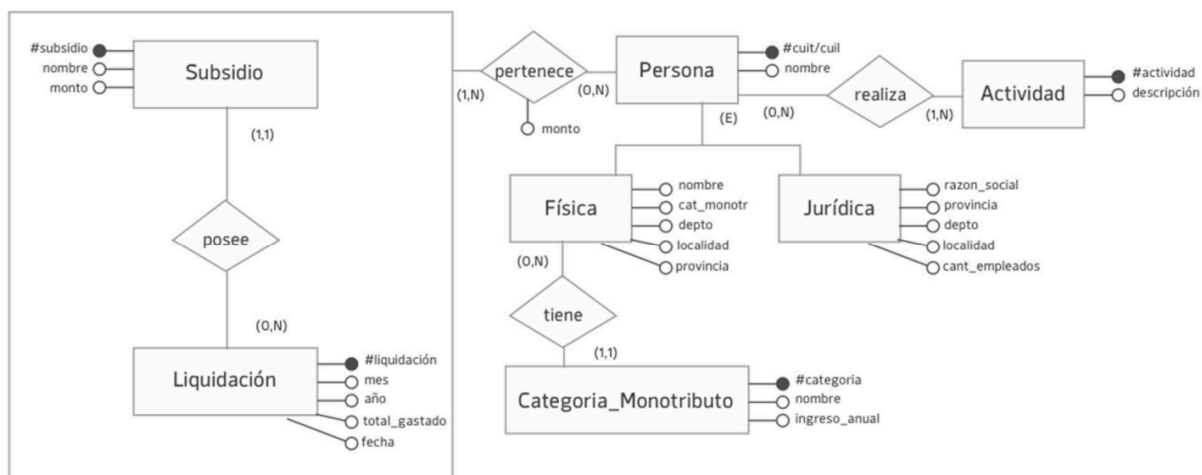 #subsidio
nombre
monto
Subsidio
(1,1)
posee
(0,N)
Liquidación
#liquidación
mes
año
total_gastado
fecha
(1,N)
pertenece
(0,N)
monto
Persona
#cuit/cuil
nombre
(E)
(0,N)
realiza
(1,N)
Actividad
#actividad
descripción
Física
nombre
cat_monotr
depto
localidad
provincia
Jurídica
razon_social
provincia
depto
localidad
cant_empleados
(0,N)
tiene
(1,1)
Categoria_Monotributo
#categoria
nombre
ingreso_anual